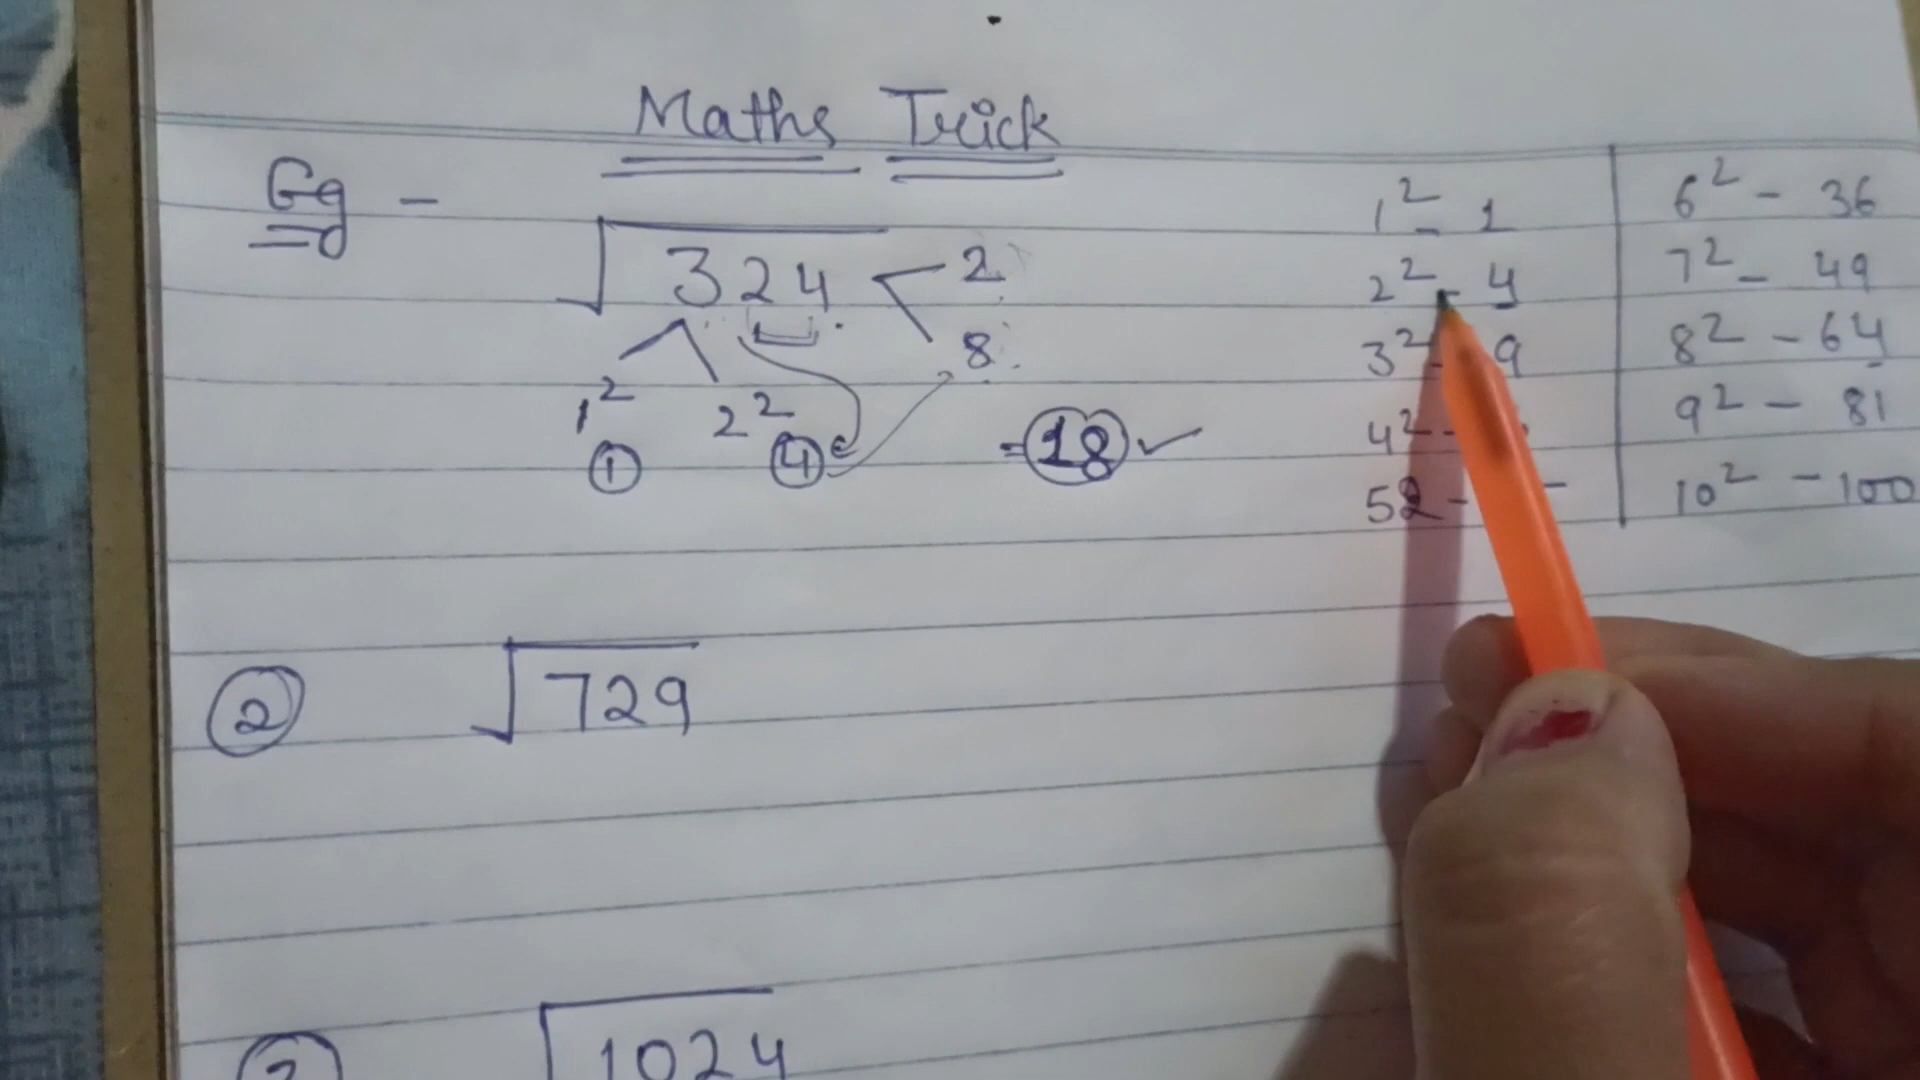 Maths Trick
Eg -
√324 2
8
1² 2²
① ④
= 18 ✓
1² - 1
2² - 4
3² - 9
4² -
52 -
6² - 36
7² - 49
8² - 64
9² - 81
10² - 100
② √729
√1024